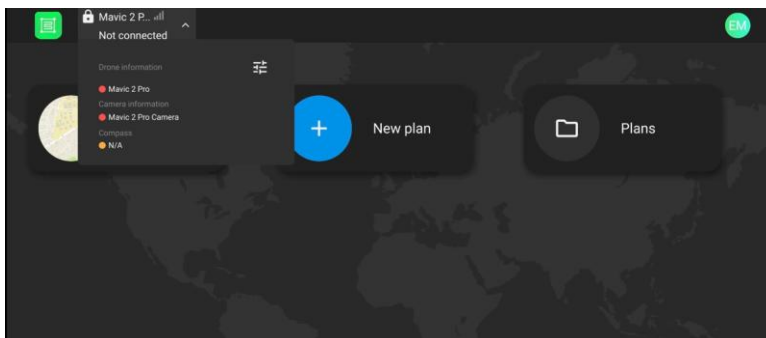 Mavic 2 P...
Not connected
EM
Drone information
Mavic 2 Pro
Camera information
Mavic 2 Pro Camera
Compass
N/A
New plan
Plans